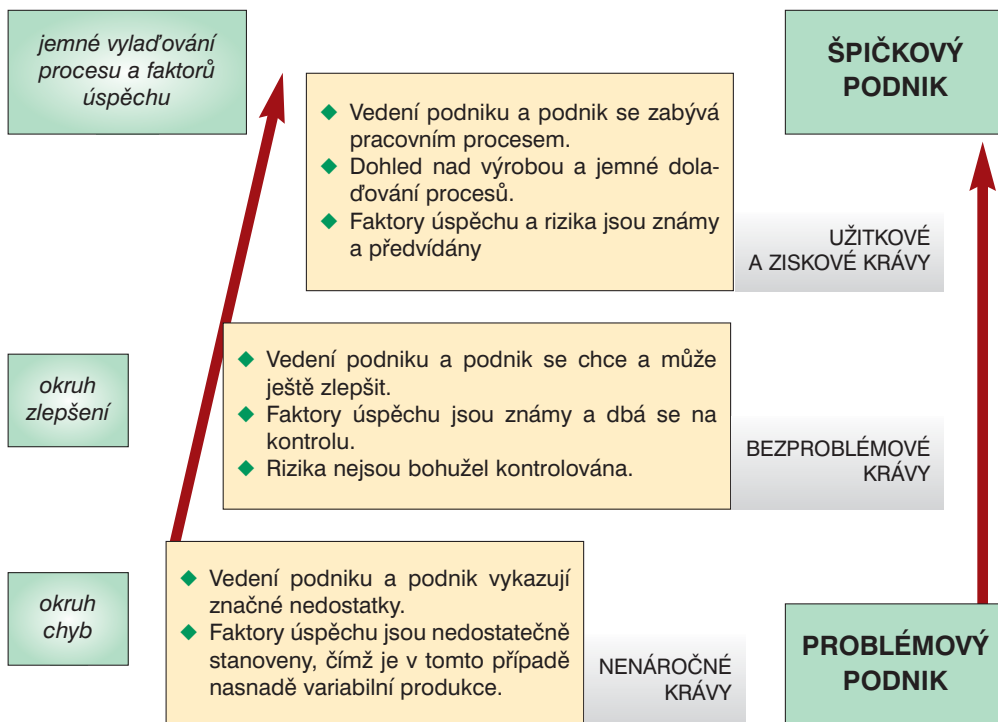 jemné vylaďování
procesu a faktorů
úspěchu
ŠPIČKOVÝ
PODNIK
◆ Vedení podniku a podnik se zabývá
pracovním procesem.
◆ Dohled nad výrobou a jemné dola-
ďování procesů.
◆ Faktory úspěchu a rizika jsou známy
a předvídány
UŽITKOVÉ
A ZISKOVÉ KRÁVY
okruh
zlepšení
◆ Vedení podniku a podnik se chce a může
ještě zlepšit.
◆ Faktory úspěchu jsou známy a dbá se na
kontrolu.
◆ Rizika nejsou bohužel kontrolována.
BEZPROBLÉMOVÉ
KRÁVY
okruh
chyb
◆ Vedení podniku a podnik vykazují
značné nedostatky.
◆ Faktory úspěchu jsou nedostatečně
stanoveny, čímž je v tomto případě
nasnadě variabilní produkce.
NENÁROČNÉ
KRÁVY
PROBLÉMOVÝ
PODNIK